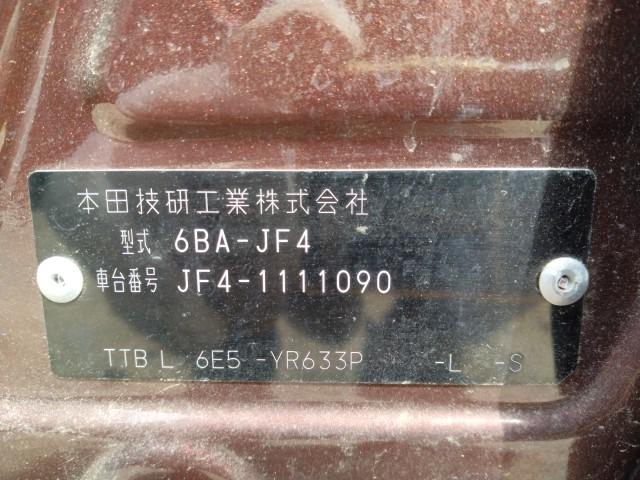 本田技研工業株式会社
型式 6BA-JF4
車台番号 JF4-1111090
TTB L 6E5 -YR633P -L -S